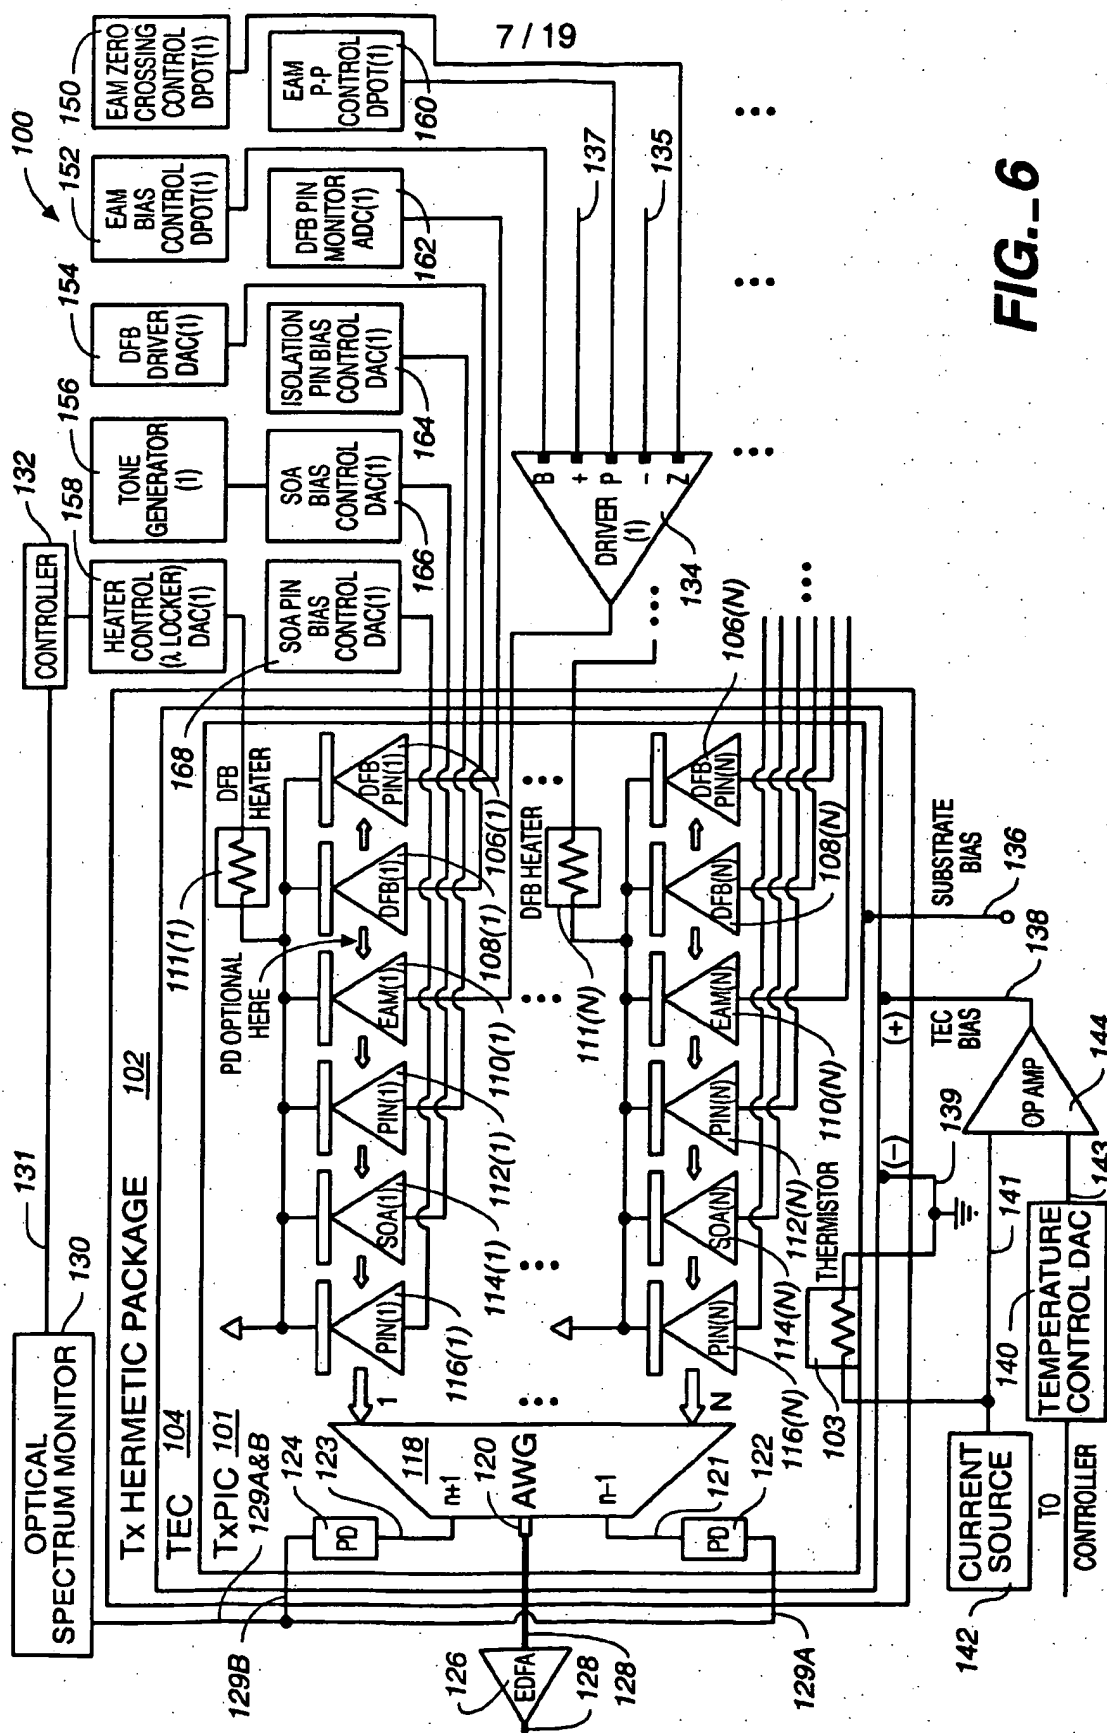 7 / 19
100
150
EAM ZERO
CROSSING
CONTROL
DPOT(1)
152
EAM
BIAS
CONTROL
DPOT(1)
154
DFB
DRIVER
DAC(1)
156
TONE
GENERATOR
(1)
158
HEATER
CONTROL
(λ LOCKER)
DAC(1)
132
CONTROLLER
131
130
OPTICAL
SPECTRUM MONITOR
EAM
P-P
CONTROL
DPOT(1)
160
DFB PIN
MONITOR
ADC(1)
162
ISOLATION
PIN BIAS
CONTROL
DAC(1)
164
SOA
BIAS
CONTROL
DAC(1)
166
SOA PIN
BIAS
CONTROL
DAC(1)
168
Tx HERMETIC PACKAGE 102
TEC 104
TxPIC 101
129A&B
129B
124
PD
123
111(1)
DFB
HEATER
PD OPTIONAL
HERE
PIN(1)
SOA(1)
PIN(1)
EAM(1)
DFB(1)
DFB
PIN(1)
116(1)
114(1)
112(1)
110(1)
108(1)
106(1)
137
135
B
+
P
-
Z
DRIVER
(1)
134
1
118
n+1
AWG
120
n-1
121
122
PD
N
126
EDFA
128
128
129A
DFB HEATER
111(N)
PIN(N)
SOA(N)
PIN(N)
EAM(N)
DFB(N)
DFB
PIN(N)
116(N)
114(N)
112(N)
110(N)
108(N)
106(N)
THERMISTOR
103
(-)
139
(+)
TEC
BIAS
138
SUBSTRATE
BIAS
136
OP AMP
144
141
143
140
TEMPERATURE
CONTROL DAC
CURRENT
SOURCE
142
TO
CONTROLLER
FIG._6